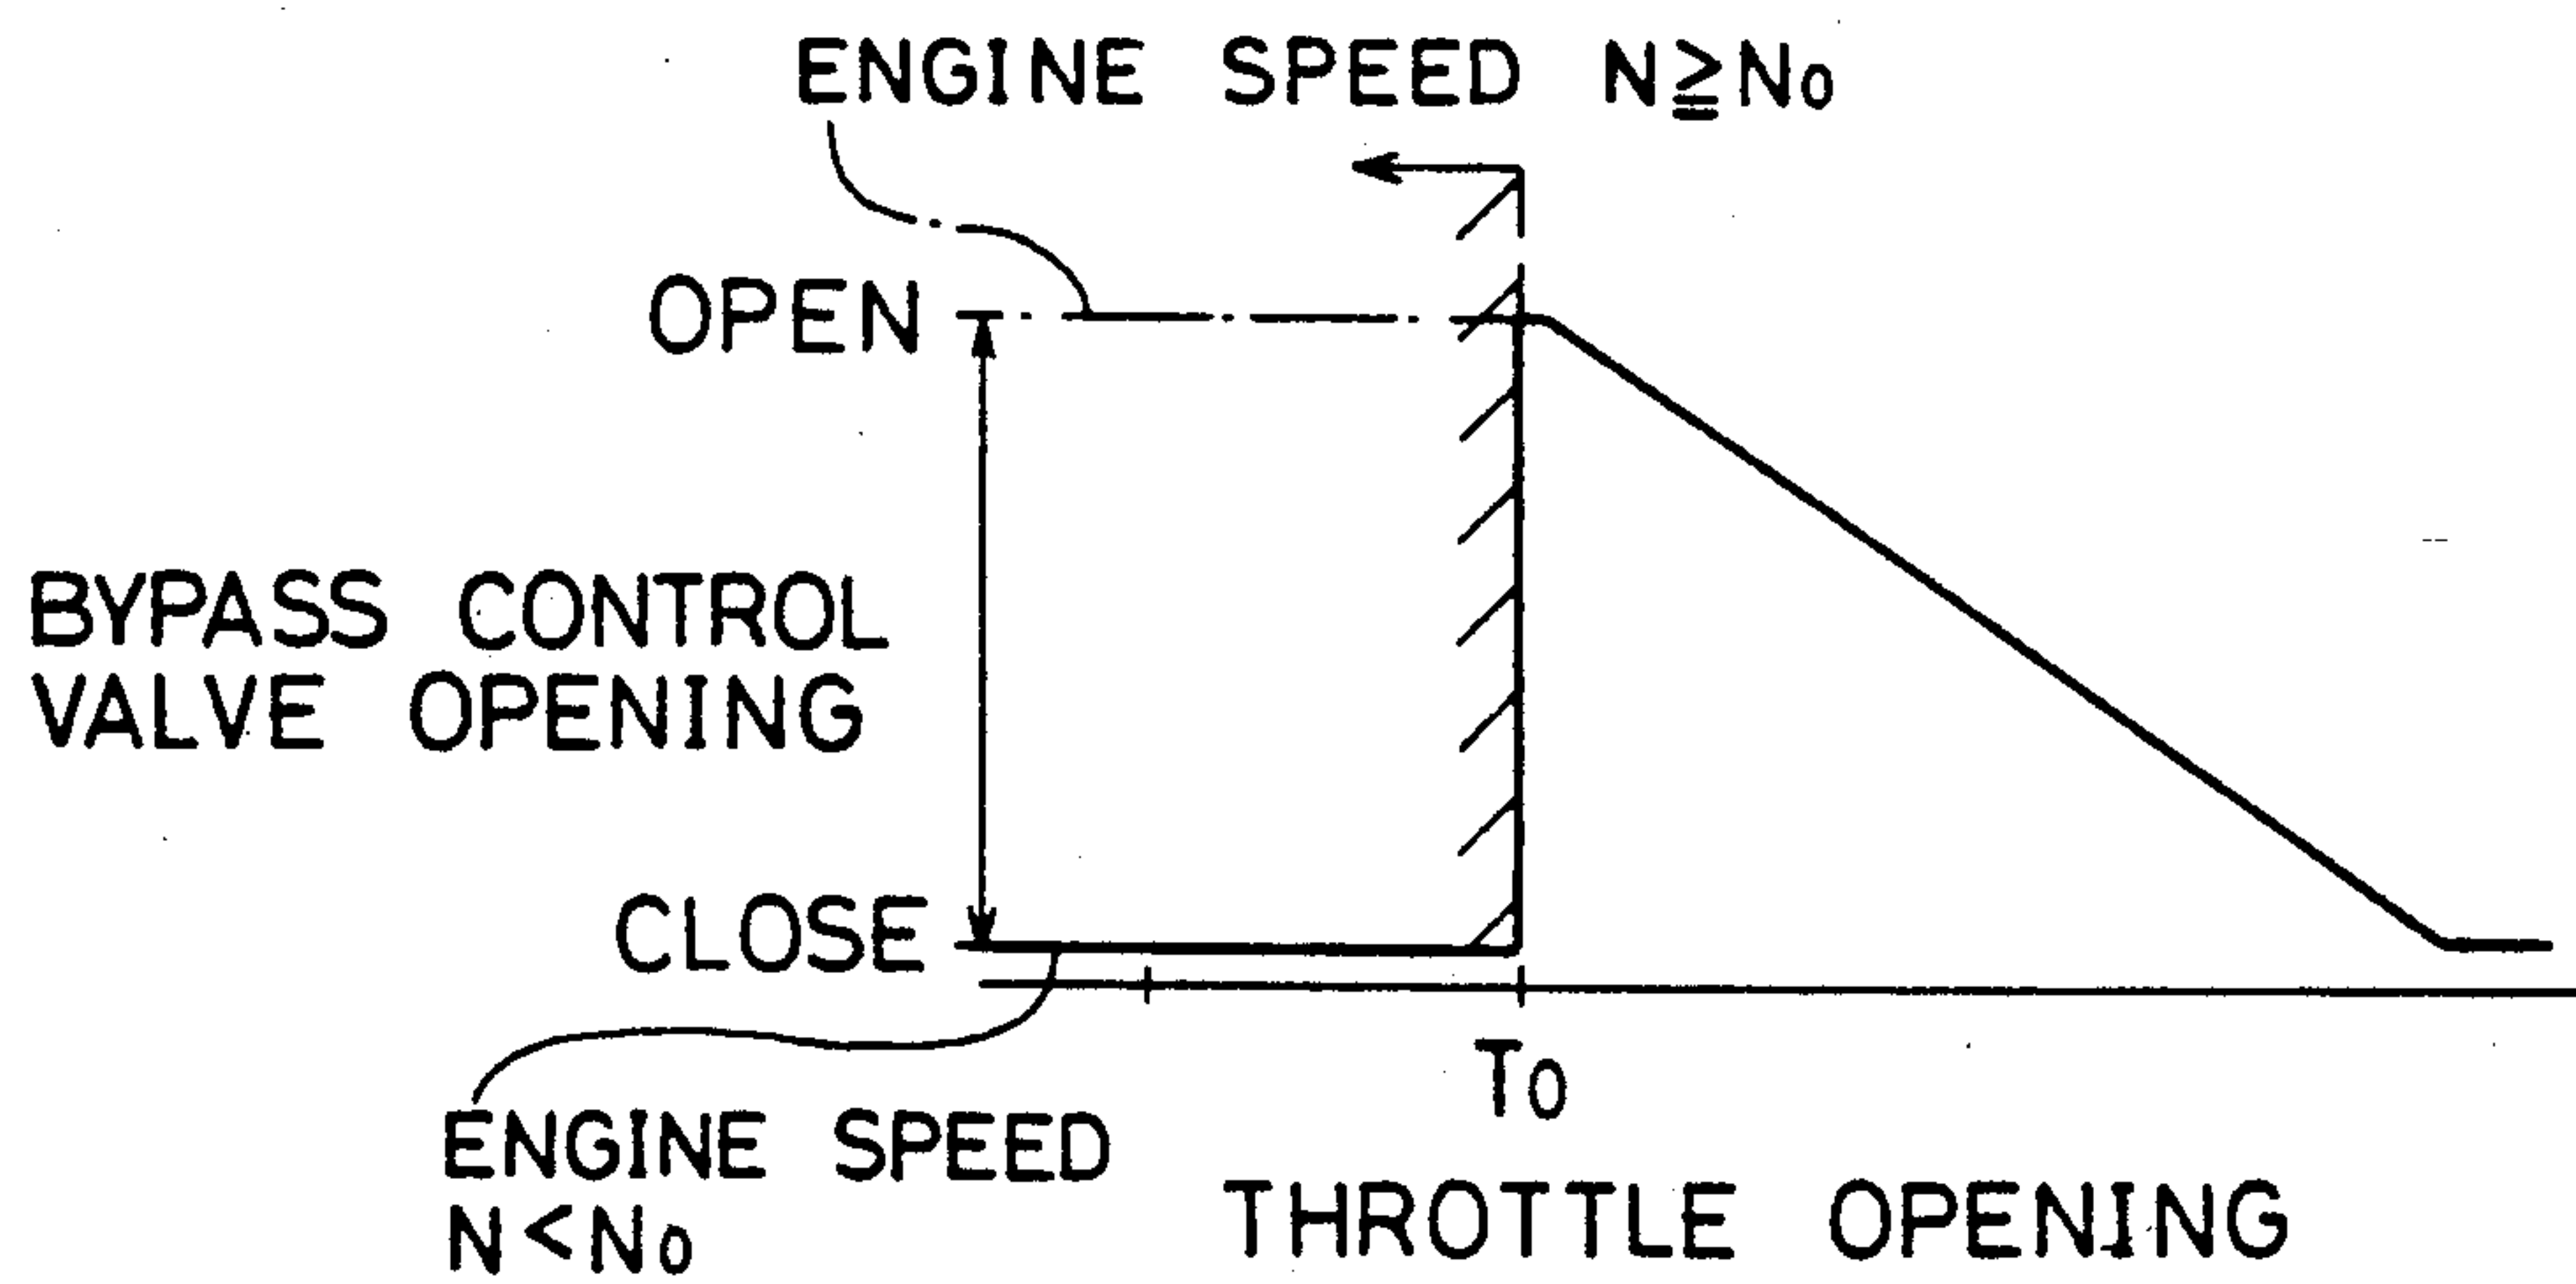 ENGINE SPEED N≧N₀
OPEN
BYPASS CONTROL
VALVE OPENING
CLOSE
T₀
ENGINE SPEED
N<N₀
THROTTLE OPENING